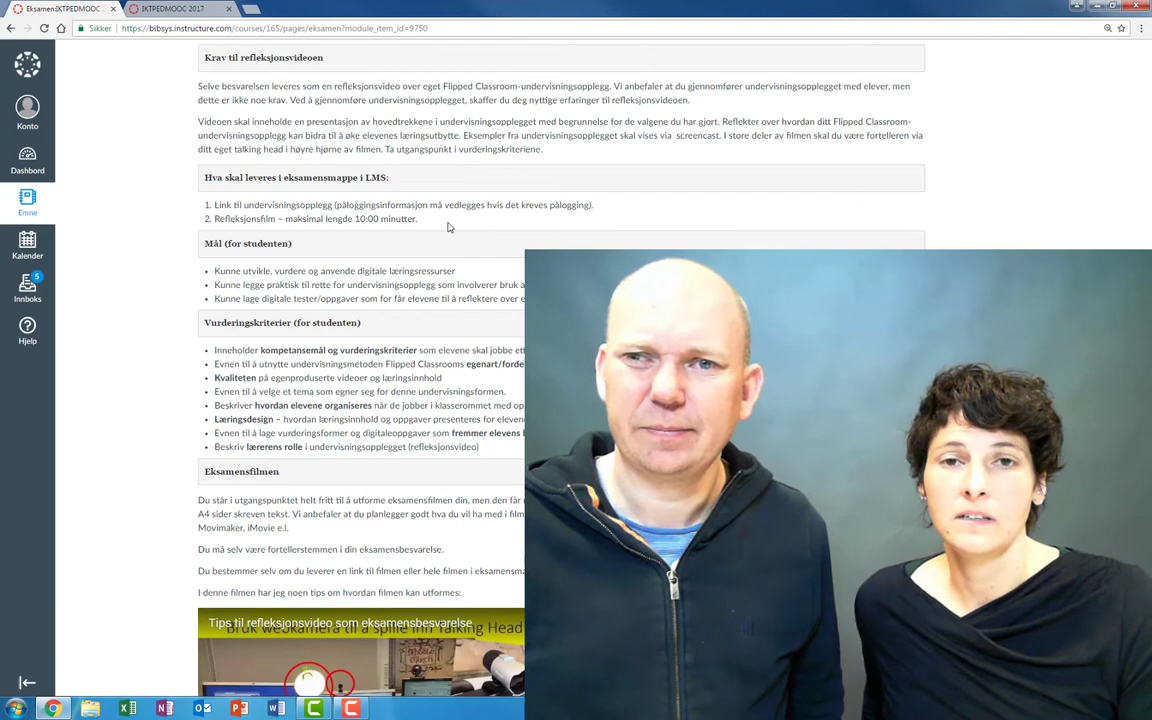 Eksamen:IKTPEDMOOC
IKTPEDMOOC 2017
Sikker
https://bibsys.instructure.com/courses/165/pages/eksamen?module_item_id=9750
Konto
Dashbord
Emne
Kalender
5
Innboks
Hjelp
Krav til refleksjonsvideoen
Selve besvarelsen leveres som en refleksjonsvideo over eget Flipped Classroom-undervisningsopplegg. Vi anbefaler at du gjennomfører undervisningsopplegget med elever, men
dette er ikke noe krav. Ved å gjennomføre undervisningsopplegget, skaffer du deg nyttige erfaringer til refleksjonsvideoen.
Videoen skal inneholde en presentasjon av hovedtrekkene i undervisningsopplegget med begrunnelse for de valgene du har gjort. Reflekter over hvordan ditt Flipped Classroom-
undervisningsopplegg kan bidra til å øke elevenes læringsutbytte. Eksempler fra undervisningsopplegget skal vises via screencast. I store deler av filmen skal du være fortelleren via
ditt eget talking head i høyre hjørne av filmen. Ta utgangspunkt i vurderingskriteriene.
Hva skal leveres i eksamensmappe i LMS:
1. Link til undervisningsopplegg (påloggingsinformasjon må vedlegges hvis det kreves pålogging).
2. Refleksjonsfilm – maksimal lengde 10:00 minutter.
Mål (for studenten)
Kunne utvikle, vurdere og anvende digitale læringsressurser
Kunne legge praktisk til rette for undervisningsopplegg som involverer bruk a
Kunne lage digitale tester/oppgaver som for får elevene til å reflektere over e
Vurderingskriterier (for studenten)
Inneholder kompetansemål og vurderingskriterier som elevene skal jobbe ett
Evnen til å utnytte undervisningsmetoden Flipped Classrooms egenart/forde
Kvaliteten på egenproduserte videoer og læringsinnhold
Evnen til å velge et tema som egner seg for denne undervisningsformen.
Beskriver hvordan elevene organiseres når de jobber i klasserommet med op
Læringsdesign – hvordan læringsinnhold og oppgaver presenteres for eleven
Evnen til å lage vurderingsformer og digitaleoppgaver som fremmer elevens l
Beskriv lærerens rolle i undervisningsopplegget (refleksjonsvideo)
Eksamensfilmen
Du står i utgangspunktet helt fritt til å utforme eksamensfilmen din, men den får
A4 sider skreven tekst. Vi anbefaler at du planlegger godt hva du vil ha med i film
Movimaker, iMovie e.l.
Du må selv være fortellerstemmen i din eksamensbesvarelse.
Du bestemmer selv om du leverer en link til filmen eller hele filmen i eksamensma
I denne filmen har jeg noen tips om hvordan filmen kan utformes:
Tips til refleksjonsvideo som eksamensbesvarelse
Bruk webkamera til å spille inn Talking Head